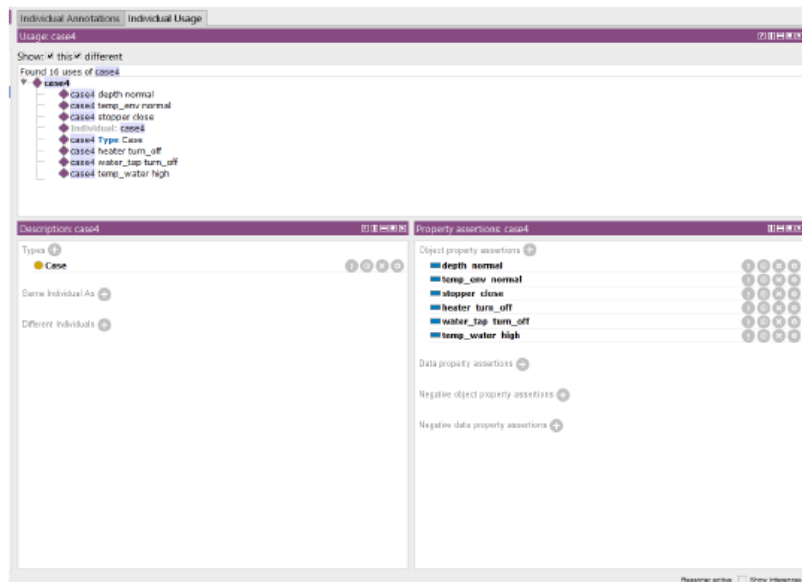 Individual Annotations Individual Usage
Usage: case4
Show: this different
Found 16 uses of case4
case4
case4 depth normal
case4 temp_env normal
case4 stopper close
Individual: case4
case4 Type Case
case4 heater turn_off
case4 water_tap turn_off
case4 temp_water high
Description: case4
Types
Case
Same Individual As
Different Individuals
Property assertions: case4
Object property assertions
depth normal
temp_env normal
stopper close
heater turn_off
water_tap turn_off
temp_water high
Data property assertions
Negative object property assertions
Negative data property assertions
Reasoner active Show Inferences